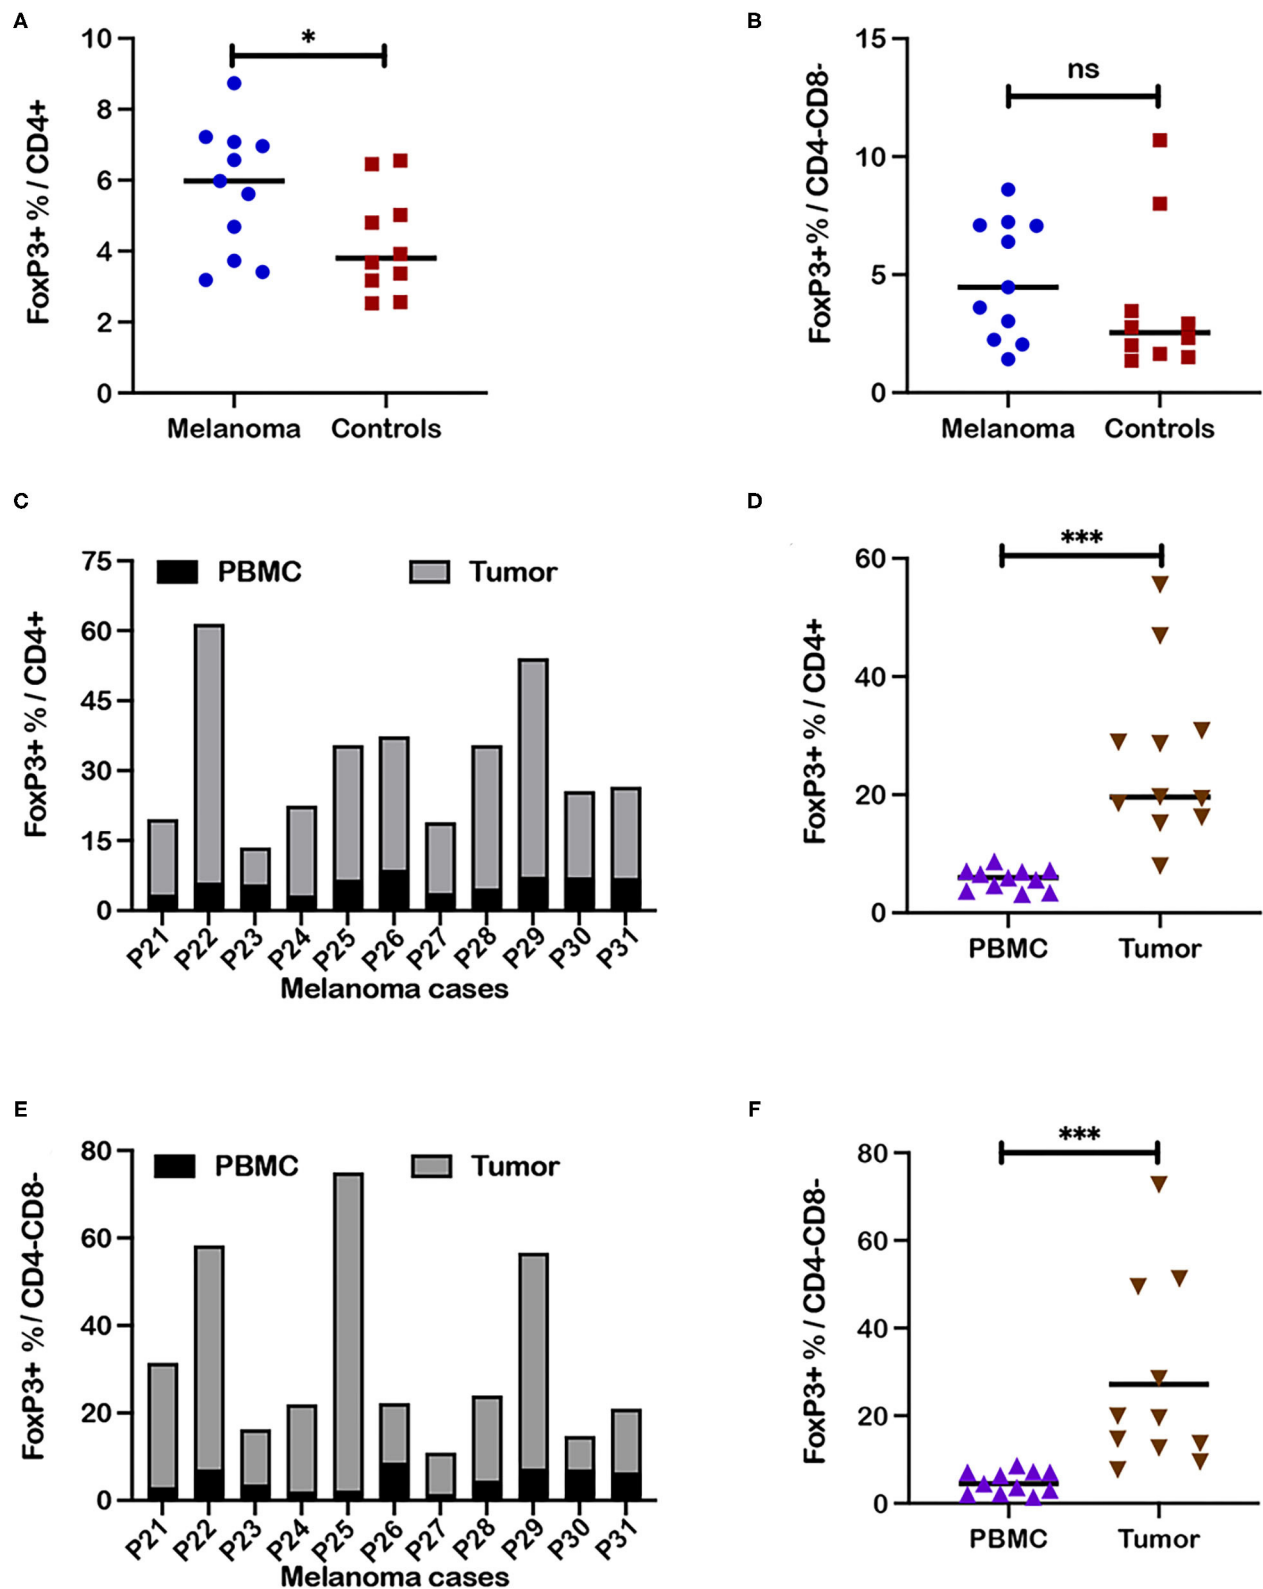 A
FoxP3+ % / CD4+
10
8
6
4
2
0
*
Melanoma Controls
B
FoxP3+% / CD4-CD8-
15
10
5
0
ns
Melanoma Controls
C
FoxP3+ % / CD4+
75
60
45
30
15
0
PBMC Tumor
P21 P22 P23 P24 P25 P26 P27 P28 P29 P30 P31
Melanoma cases
D
FoxP3+ % / CD4+
60
40
20
0
***
PBMC Tumor
E
FoxP3+ % / CD4-CD8-
80
60
40
20
0
PBMC Tumor
P21 P22 P23 P24 P25 P26 P27 P28 P29 P30 P31
Melanoma cases
F
FoxP3+ % / CD4-CD8-
80
60
40
20
0
***
PBMC Tumor